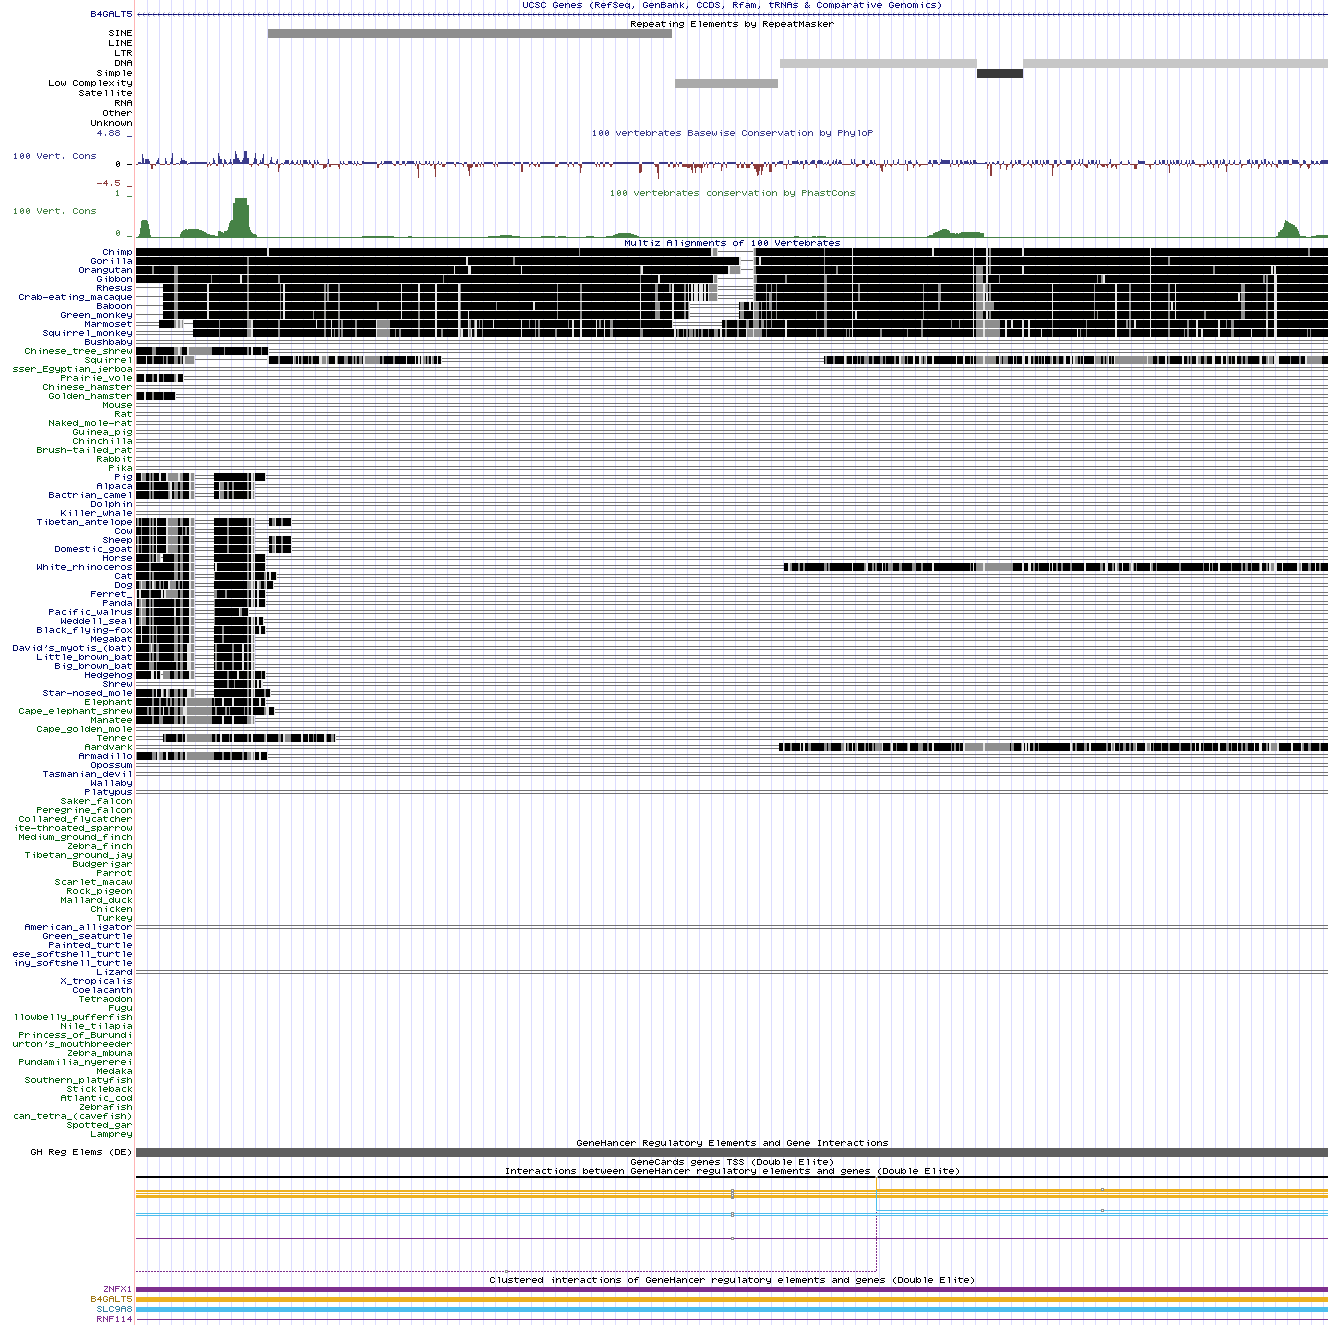 UCSC Genes (RefSeq, GenBank, CCDS, Rfam, tRNAs & Comparative Genomics)
B4GALT5
Repeating Elements by RepeatMasker
SINE
LINE
LTR
DNA
Simple
Low Complexity
Satellite
RNA
Other
Unknown
100 vertebrates Basewise Conservation by PhyloP
4.88 _
100 Vert. Cons
0 _
-4.5 _
100 vertebrates conservation by PhastCons
1 _
100 Vert. Cons
0 _
Multiz Alignments of 100 Vertebrates
Chimp
Gorilla
Orangutan
Gibbon
Rhesus
Crab-eating_macaque
Baboon
Green_monkey
Marmoset
Squirrel_monkey
Bushbaby
Chinese_tree_shrew
Squirrel
sser_Egyptian_jerboa
Prairie_vole
Chinese_hamster
Golden_hamster
Mouse
Rat
Naked_mole-rat
Guinea_pig
Chinchilla
Brush-tailed_rat
Rabbit
Pika
Pig
Alpaca
Bactrian_camel
Dolphin
Killer_whale
Tibetan_antelope
Cow
Sheep
Domestic_goat
Horse
White_rhinoceros
Cat
Dog
Ferret_
Panda
Pacific_walrus
Weddell_seal
Black_flying-fox
Megabat
David's_myotis_(bat)
Little_brown_bat
Big_brown_bat
Hedgehog
Shrew
Star-nosed_mole
Elephant
Cape_elephant_shrew
Manatee
Cape_golden_mole
Tenrec
Aardvark
Armadillo
Opossum
Tasmanian_devil
Wallaby
Platypus
Saker_falcon
Peregrine_falcon
Collared_flycatcher
ite-throated_sparrow
Medium_ground_finch
Zebra_finch
Tibetan_ground_jay
Budgerigar
Parrot
Scarlet_macaw
Rock_pigeon
Mallard_duck
Chicken
Turkey
American_alligator
Green_seaturtle
Painted_turtle
ese_softshell_turtle
iny_softshell_turtle
Lizard
X_tropicalis
Coelacanth
Tetraodon
Fugu
llowbelly_pufferfish
Nile_tilapia
Princess_of_Burundi
urton's_mouthbreeder
Zebra_mbuna
Pundamilia_nyererei
Medaka
Southern_platyfish
Stickleback
Atlantic_cod
Zebrafish
can_tetra_(cavefish)
Spotted_gar
Lamprey
GeneHancer Regulatory Elements and Gene Interactions
GH Reg Elems (DE)
GeneCards genes TSS (Double Elite)
Interactions between GeneHancer regulatory elements and genes (Double Elite)
Clustered interactions of GeneHancer regulatory elements and genes (Double Elite)
ZNFX1
B4GALT5
SLC9A8
RNF114